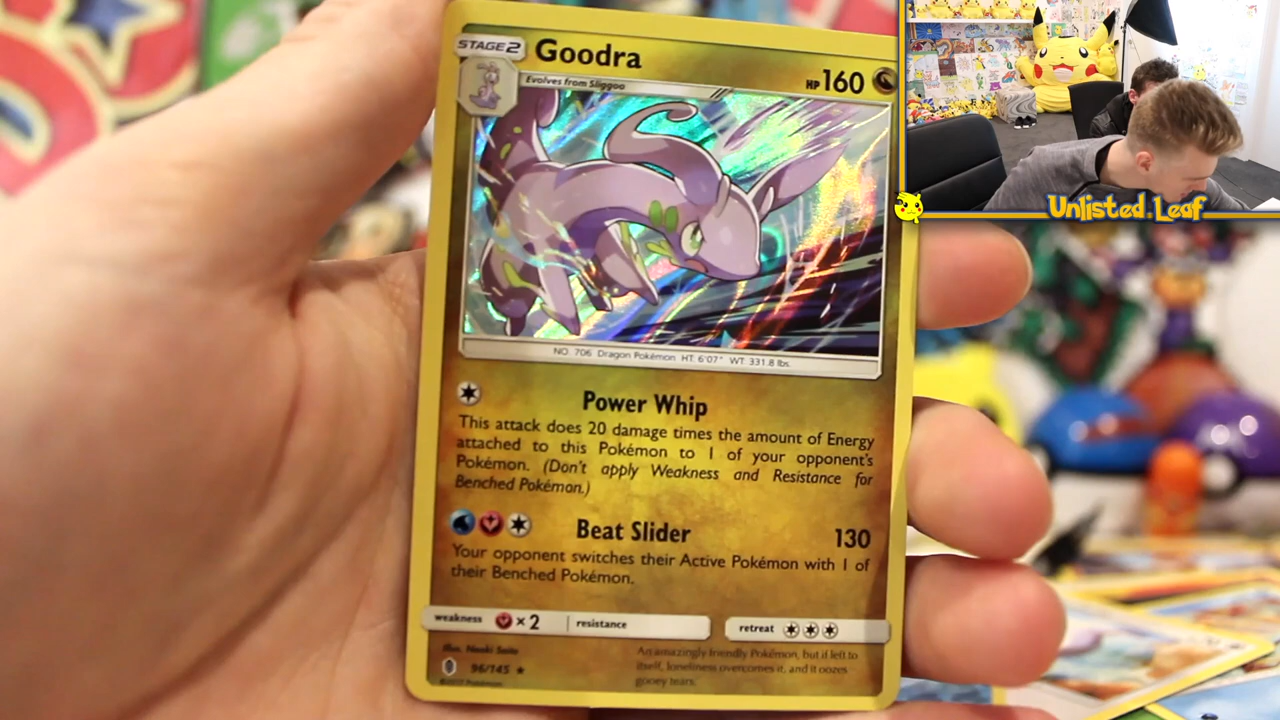 STAGE 2
Goodra
HP 160
Evolves from Sliggoo
NO. 706 Dragon Pokémon HT: 6'07" WT: 331.8 lbs.
Power Whip
This attack does 20 damage times the amount of Energy
attached to this Pokémon to 1 of your opponent's
Pokémon. (Don't apply Weakness and Resistance for
Benched Pokémon.)
Beat Slider 130
Your opponent switches their Active Pokémon with 1 of
their Benched Pokémon.
weakness ×2 resistance retreat
Illus. Naoki Saito
96/145
©2017 Pokémon
An amazingly friendly Pokémon, but if left to
itself, loneliness overcomes it, and it oozes
gooey tears.
Unlisted.Leaf